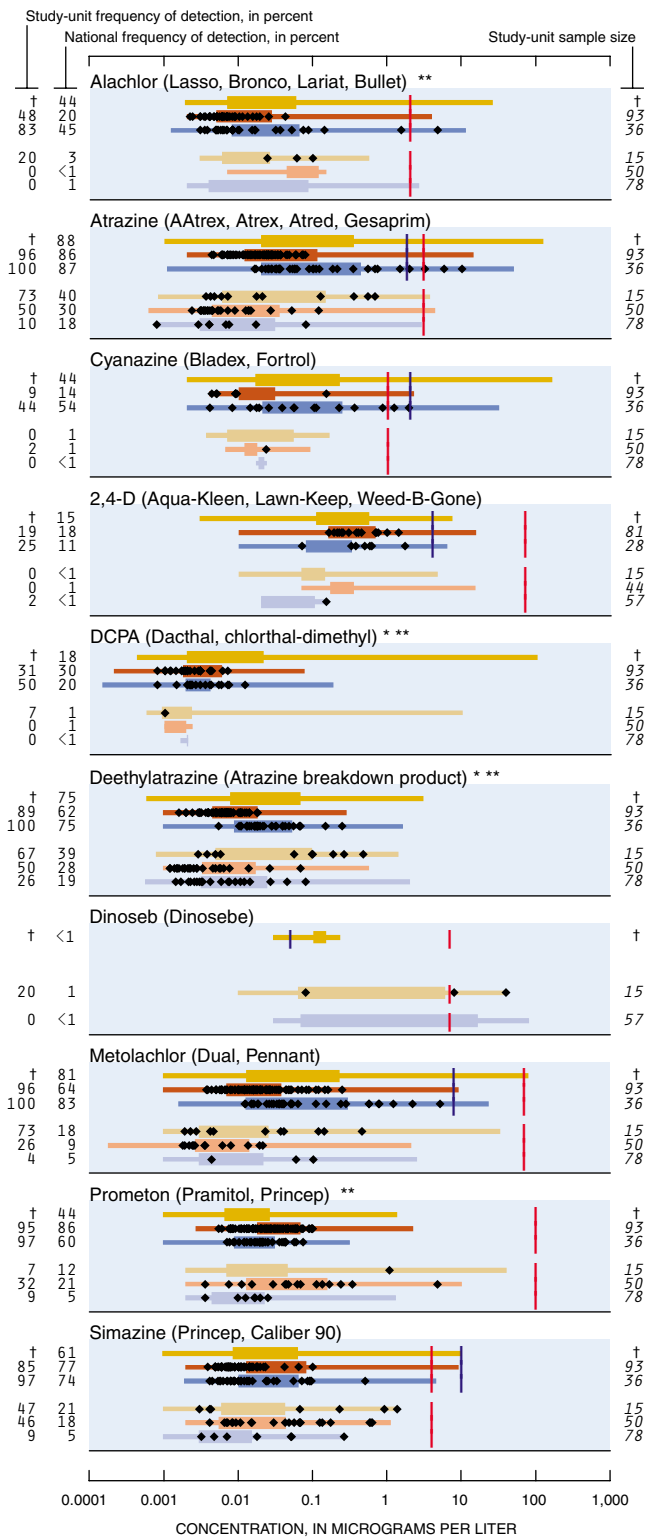 Study-unit frequency of detection, in percent
National frequency of detection, in percent
Study-unit sample size
Alachlor (Lasso, Bronco, Lariat, Bullet) **
† 44 †
48 20 93
83 45 36
20 3 15
0 <1 50
0 1 78
Atrazine (AAtrex, Atrex, Atred, Gesaprim)
† 88 †
96 86 93
100 87 36
73 40 15
50 30 50
10 18 78
Cyanazine (Bladex, Fortrol)
† 44 †
9 14 93
44 54 36
0 1 15
2 1 50
0 <1 78
2,4-D (Aqua-Kleen, Lawn-Keep, Weed-B-Gone)
† 15 †
19 18 81
25 11 28
0 <1 15
0 1 44
2 <1 57
DCPA (Dacthal, chlorthal-dimethyl) * **
† 18 †
31 30 93
50 20 36
7 1 15
0 1 50
0 <1 78
Deethylatrazine (Atrazine breakdown product) * **
† 75 †
89 62 93
100 75 36
67 39 15
50 28 50
26 19 78
Dinoseb (Dinosebe)
† <1 †
20 1 15
0 <1 57
Metolachlor (Dual, Pennant)
† 81 †
96 64 93
100 83 36
73 18 15
26 9 50
4 5 78
Prometon (Pramitol, Princep) **
† 44 †
95 86 93
97 60 36
7 12 15
32 21 50
9 5 78
Simazine (Princep, Caliber 90)
† 61 †
85 77 93
97 74 36
47 21 15
46 18 50
9 5 78
0.0001 0.001 0.01 0.1 1 10 100 1,000
CONCENTRATION, IN MICROGRAMS PER LITER